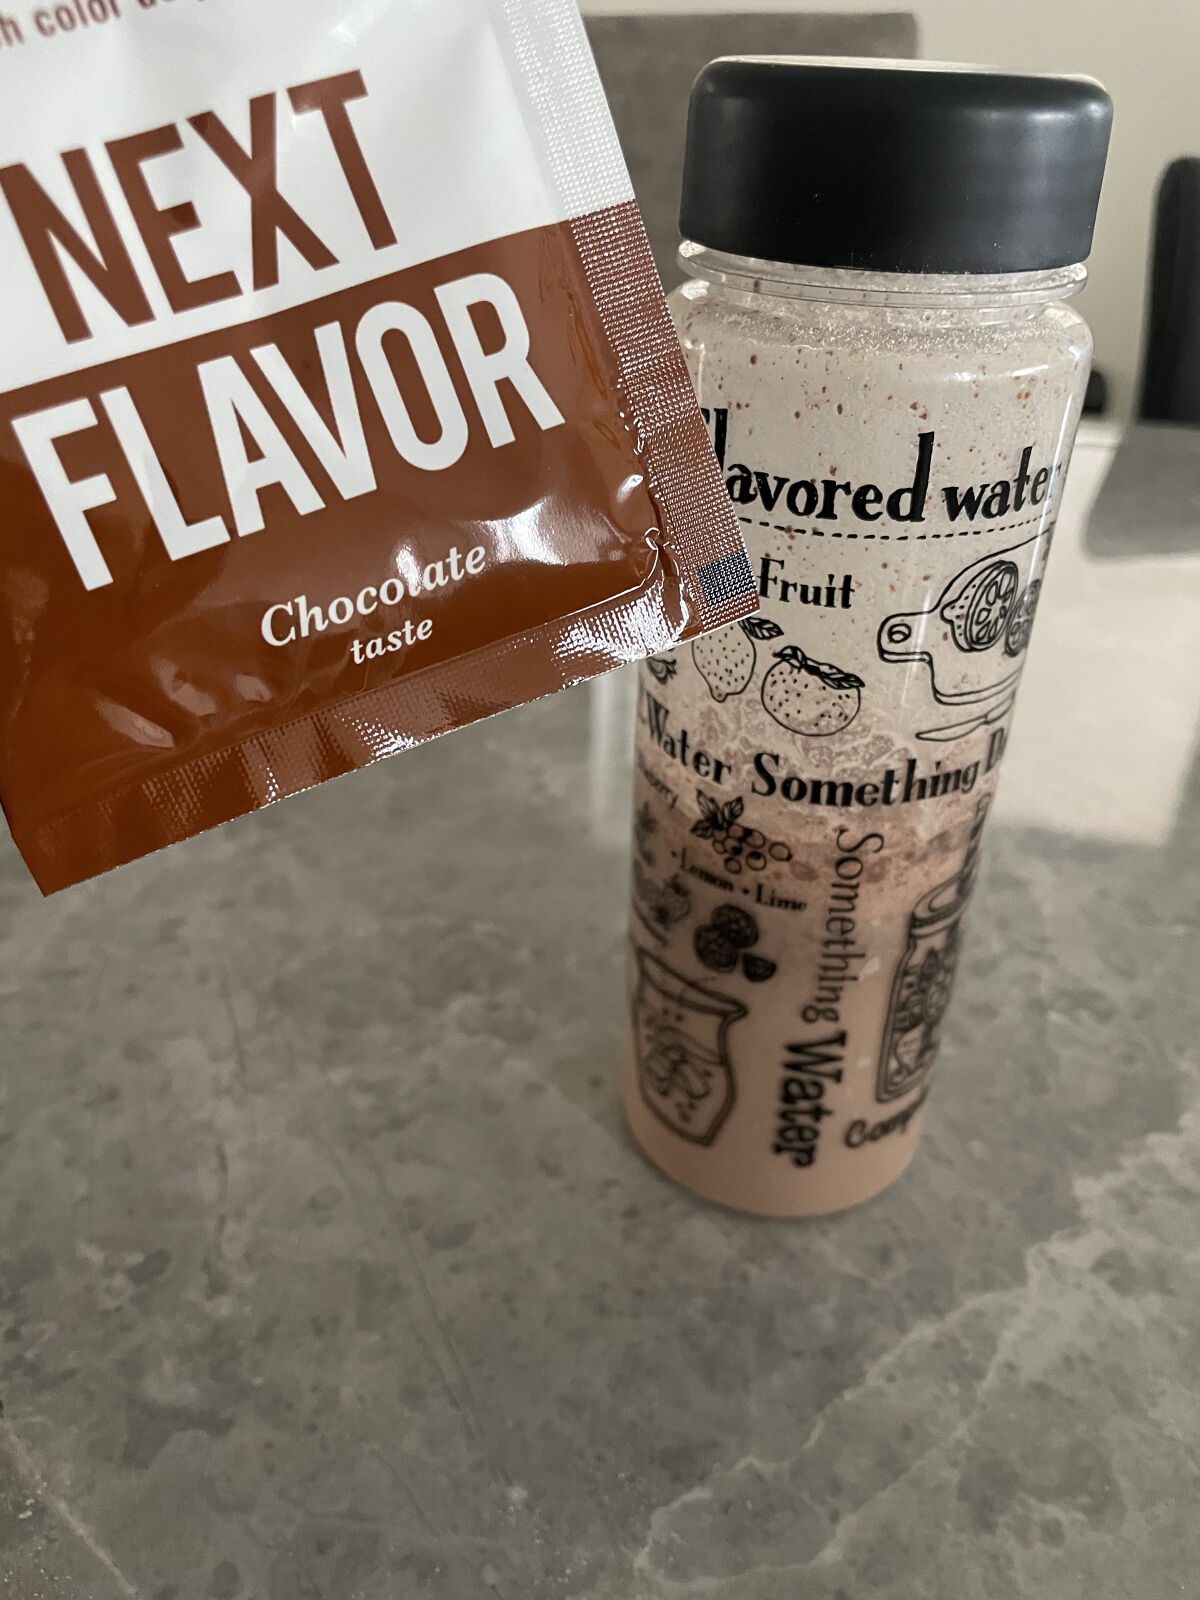 NEXT
FLAVOR
Chocolate
taste
Flavored water
Fruit
Water
Something
Lemon • Lime
Something Water